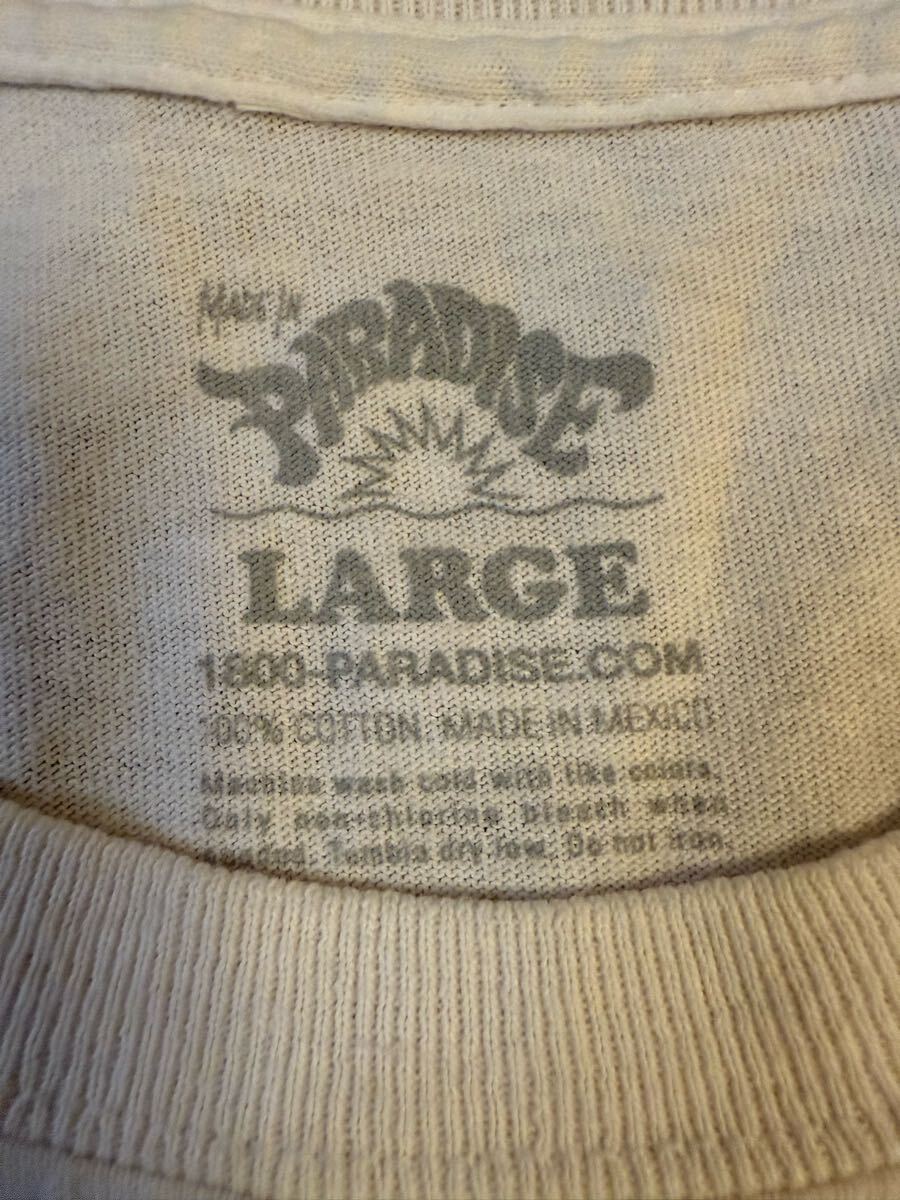 MADE IN
PARADISE
LARGE
1800-PARADISE.COM
100% COTTON MADE IN MEXICO
Machine wash cold with like colors.
Only non-chlorine bleach when
needed. Tumble dry low. Do not iron.